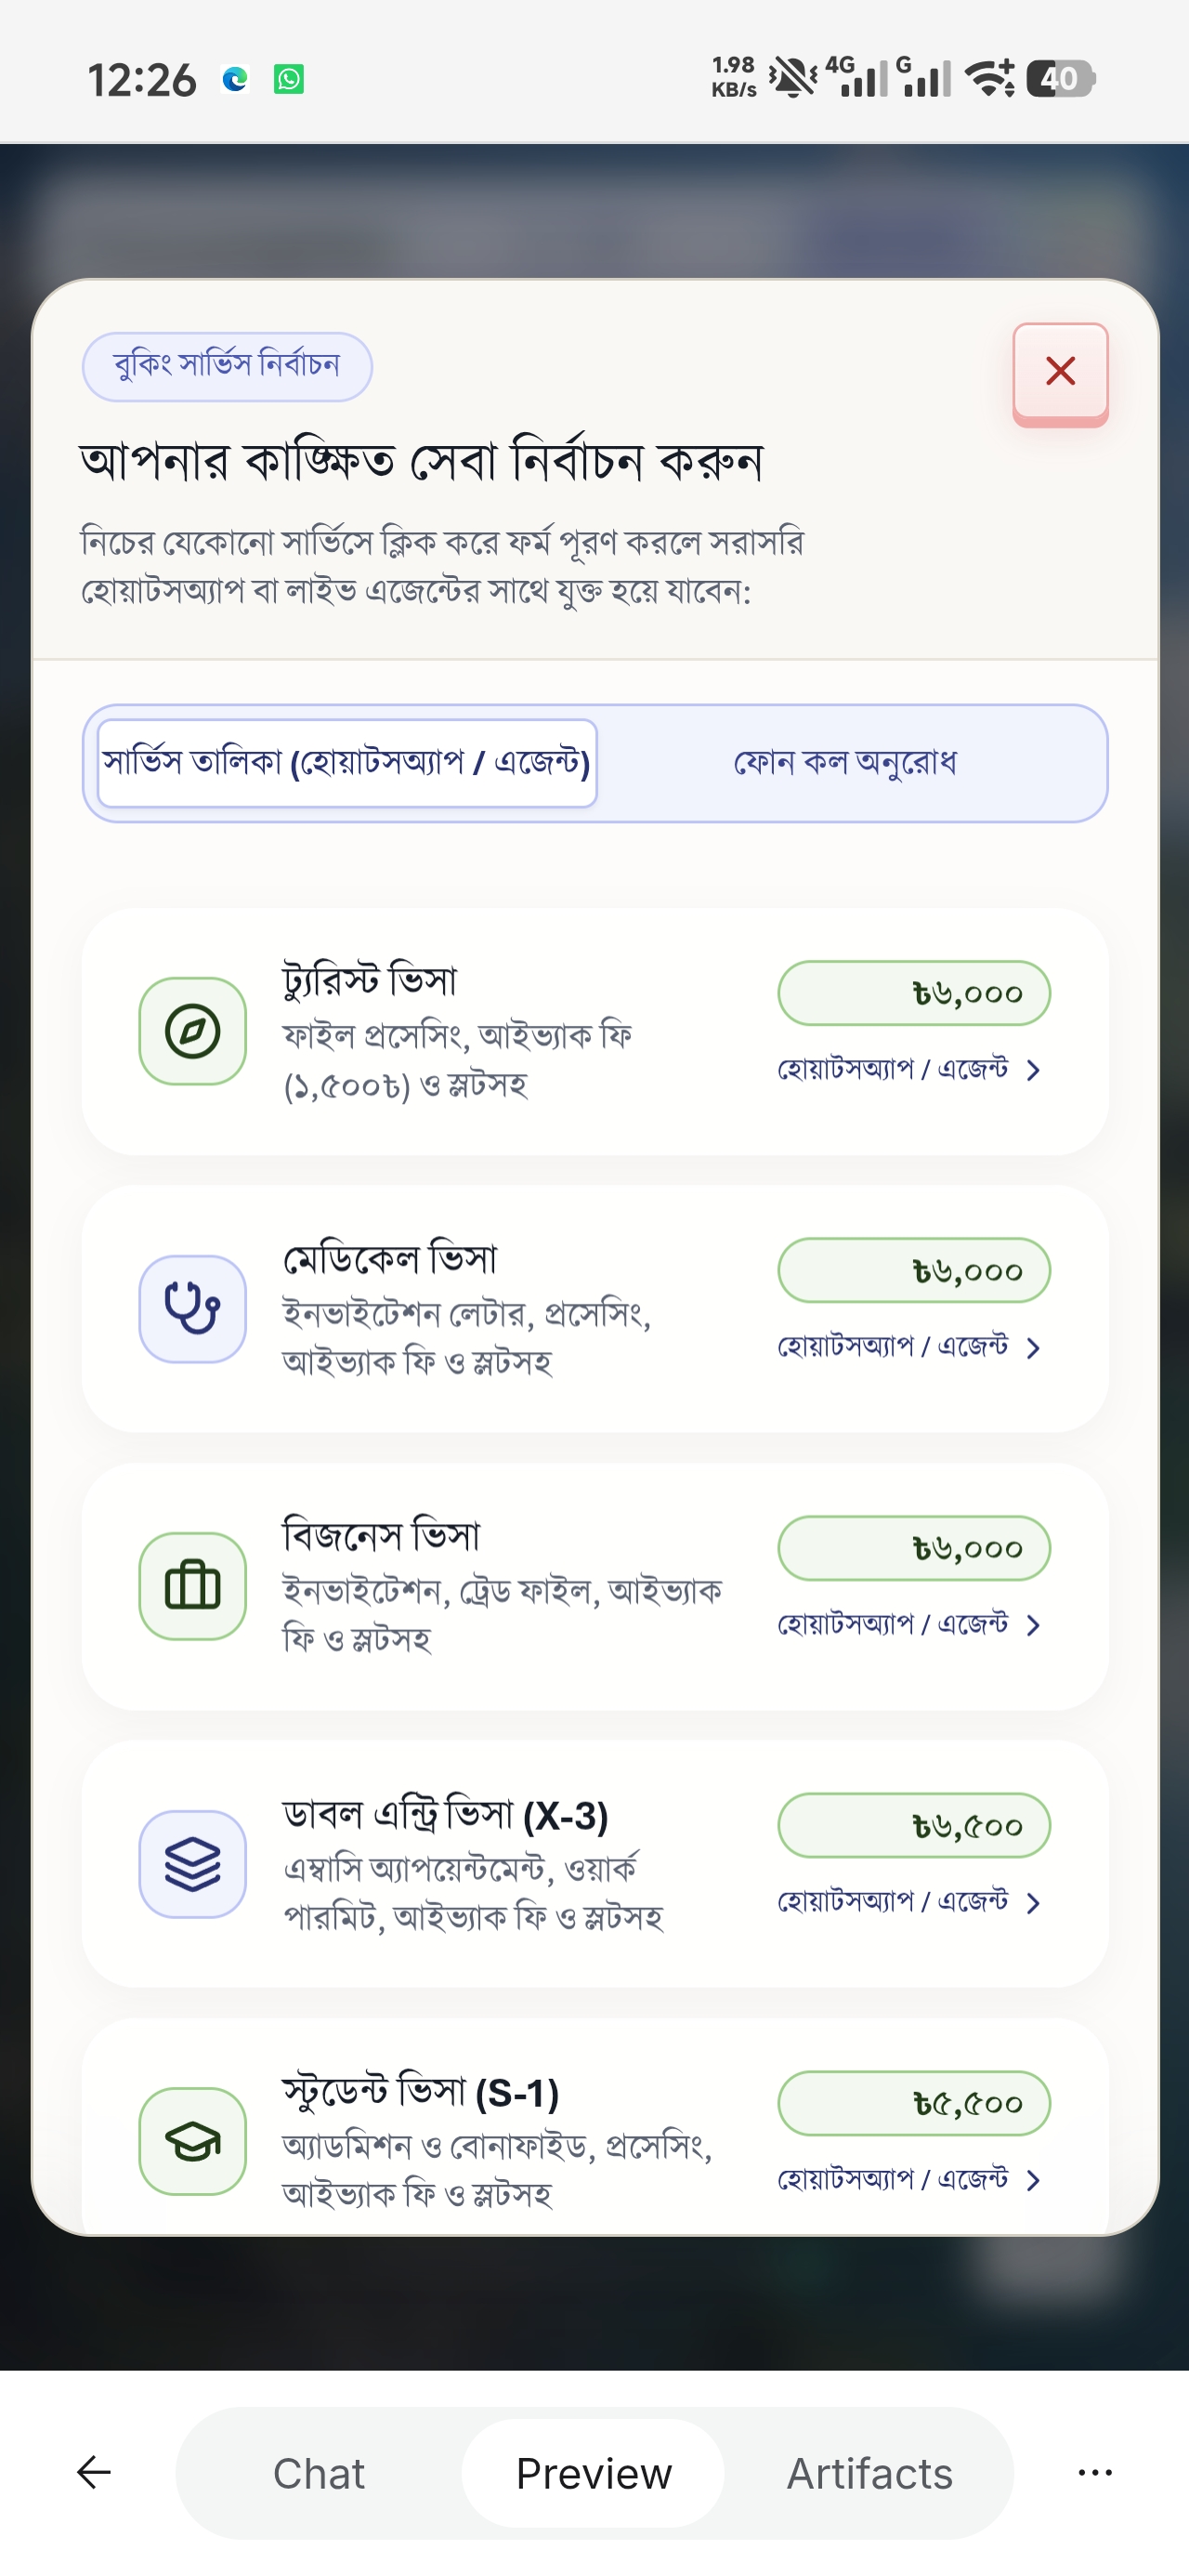 12:26
1.98
KB/s
4G
G
40
বুকিং সার্ভিস নির্বাচন
আপনার কাঙ্ক্ষিত সেবা নির্বাচন করুন
নিচের যেকোনো সার্ভিসে ক্লিক করে ফর্ম পূরণ করলে সরাসরি
হোয়াটসঅ্যাপ বা লাইভ এজেন্টের সাথে যুক্ত হয়ে যাবেন:
সার্ভিস তালিকা (হোয়াটসঅ্যাপ / এজেন্ট)
ফোন কল অনুরোধ
ট্যুরিস্ট ভিসা
ফাইল প্রসেসিং, আইভ্যাক ফি
(১,৫০০৳) ও স্লটসহ
৳৬,০০০
হোয়াটসঅ্যাপ / এজেন্ট
মেডিকেল ভিসা
ইনভাইটেশন লেটার, প্রসেসিং,
আইভ্যাক ফি ও স্লটসহ
৳৬,০০০
হোয়াটসঅ্যাপ / এজেন্ট
বিজনেস ভিসা
ইনভাইটেশন, ট্রেড ফাইল, আইভ্যাক
ফি ও স্লটসহ
৳৬,০০০
হোয়াটসঅ্যাপ / এজেন্ট
ডাবল এন্ট্রি ভিসা (X-3)
এম্বাসি অ্যাপয়েন্টমেন্ট, ওয়ার্ক
পারমিট, আইভ্যাক ফি ও স্লটসহ
৳৬,৫০০
হোয়াটসঅ্যাপ / এজেন্ট
স্টুডেন্ট ভিসা (S-1)
অ্যাডমিশন ও বোনাফাইড, প্রসেসিং,
আইভ্যাক ফি ও স্লটসহ
৳৫,৫০০
হোয়াটসঅ্যাপ / এজেন্ট
Chat
Preview
Artifacts